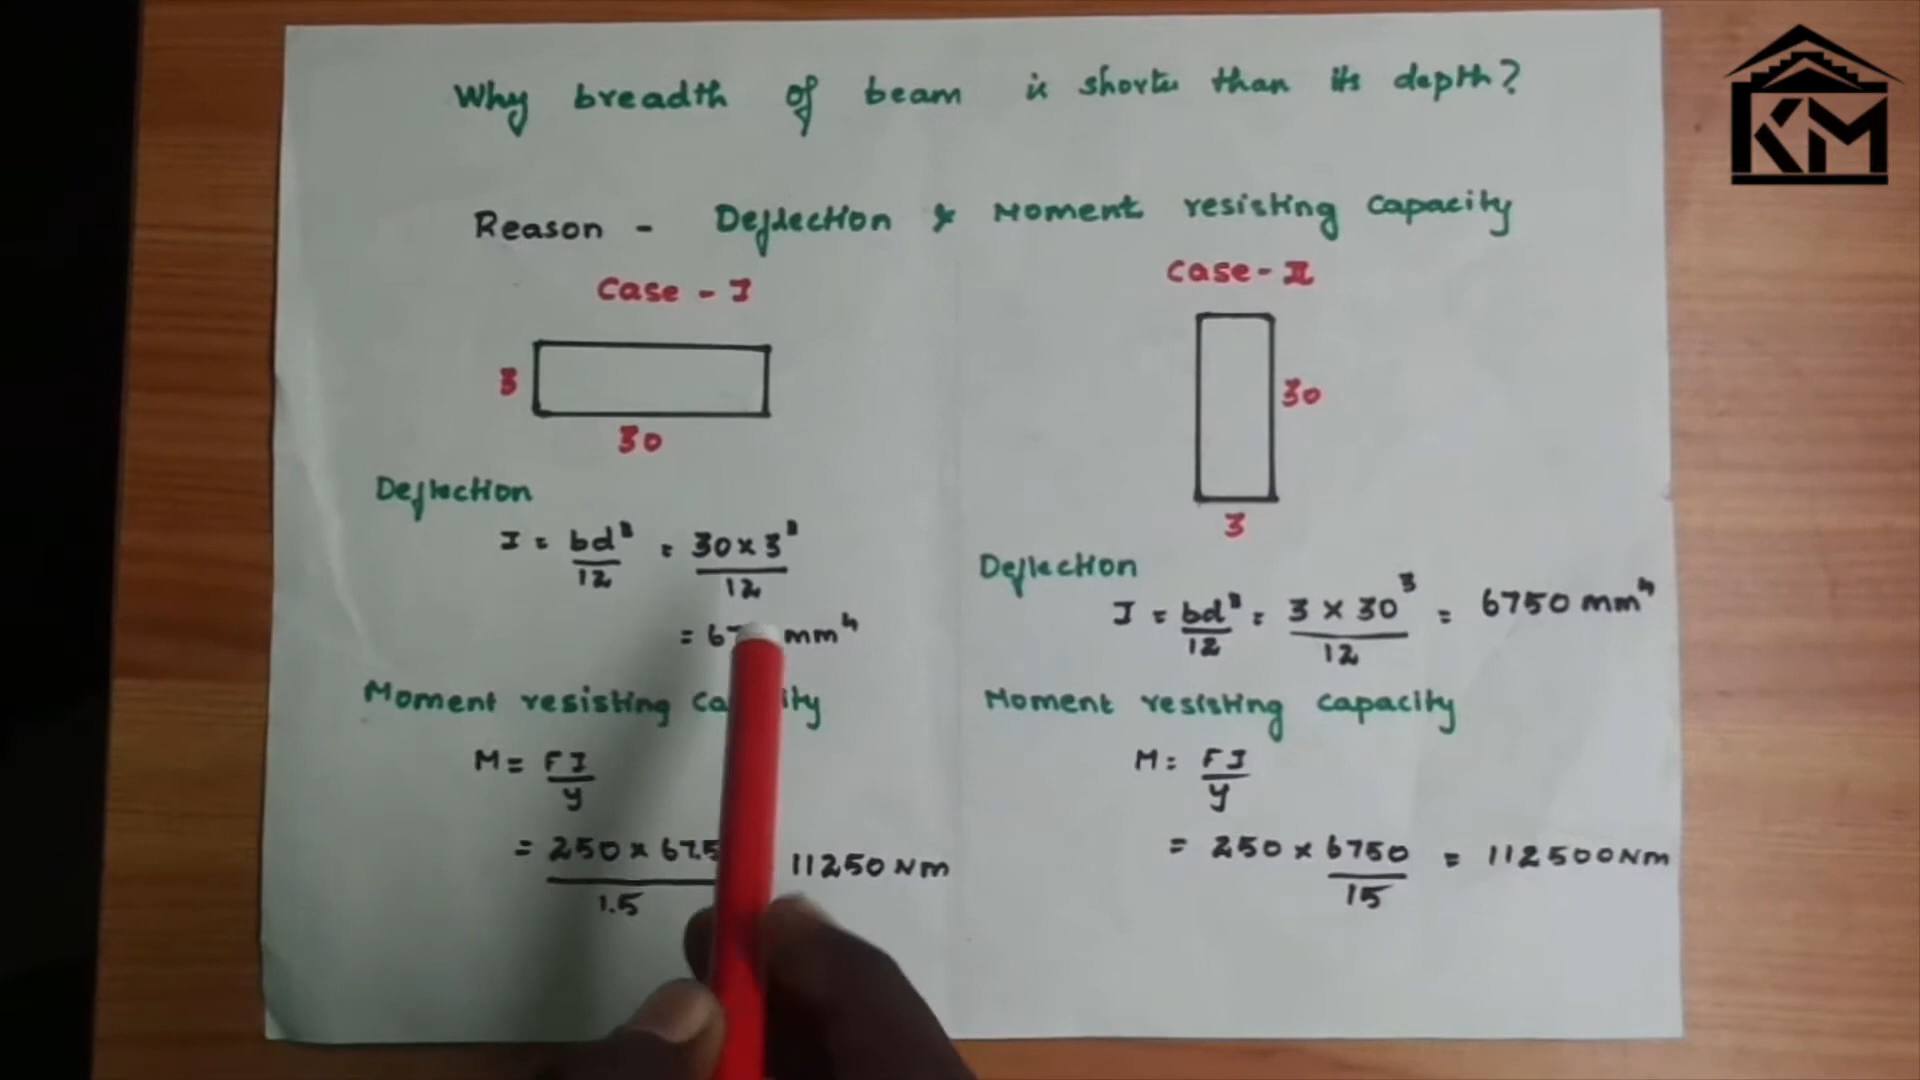 KM
Why breadth of beam is shorter than its depth?
Reason - Deflection & Moment resisting capacity
Case - I
3
30
Deflection
I = bd³/12 = 30 × 3³/12
= mm⁴
Moment resisting
M = FI/y
= 250 × 67.5/1.5 11250 Nm
Case - II
30
3
Deflection
I = bd³/12 = 3 × 30³/12 = 6750 mm⁴
Moment resisting capacity
M = FI/y
= 250 × 6750/15 = 112500 Nm